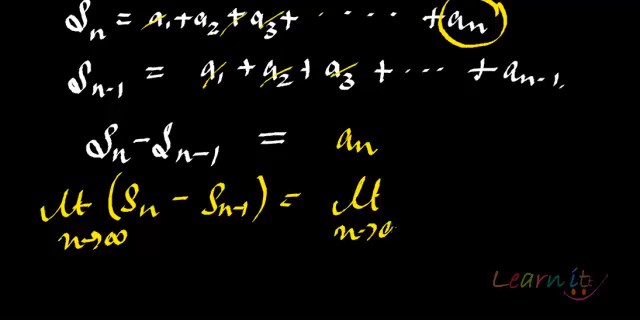 Sn = a1 + a2 + a3 + ...... + an
Sn-1 = a1 + a2 + a3 + ... + an-1.
Sn - Sn-1 = an
Lt (Sn - Sn-1) = Lt
n→∞ n→
Learnit